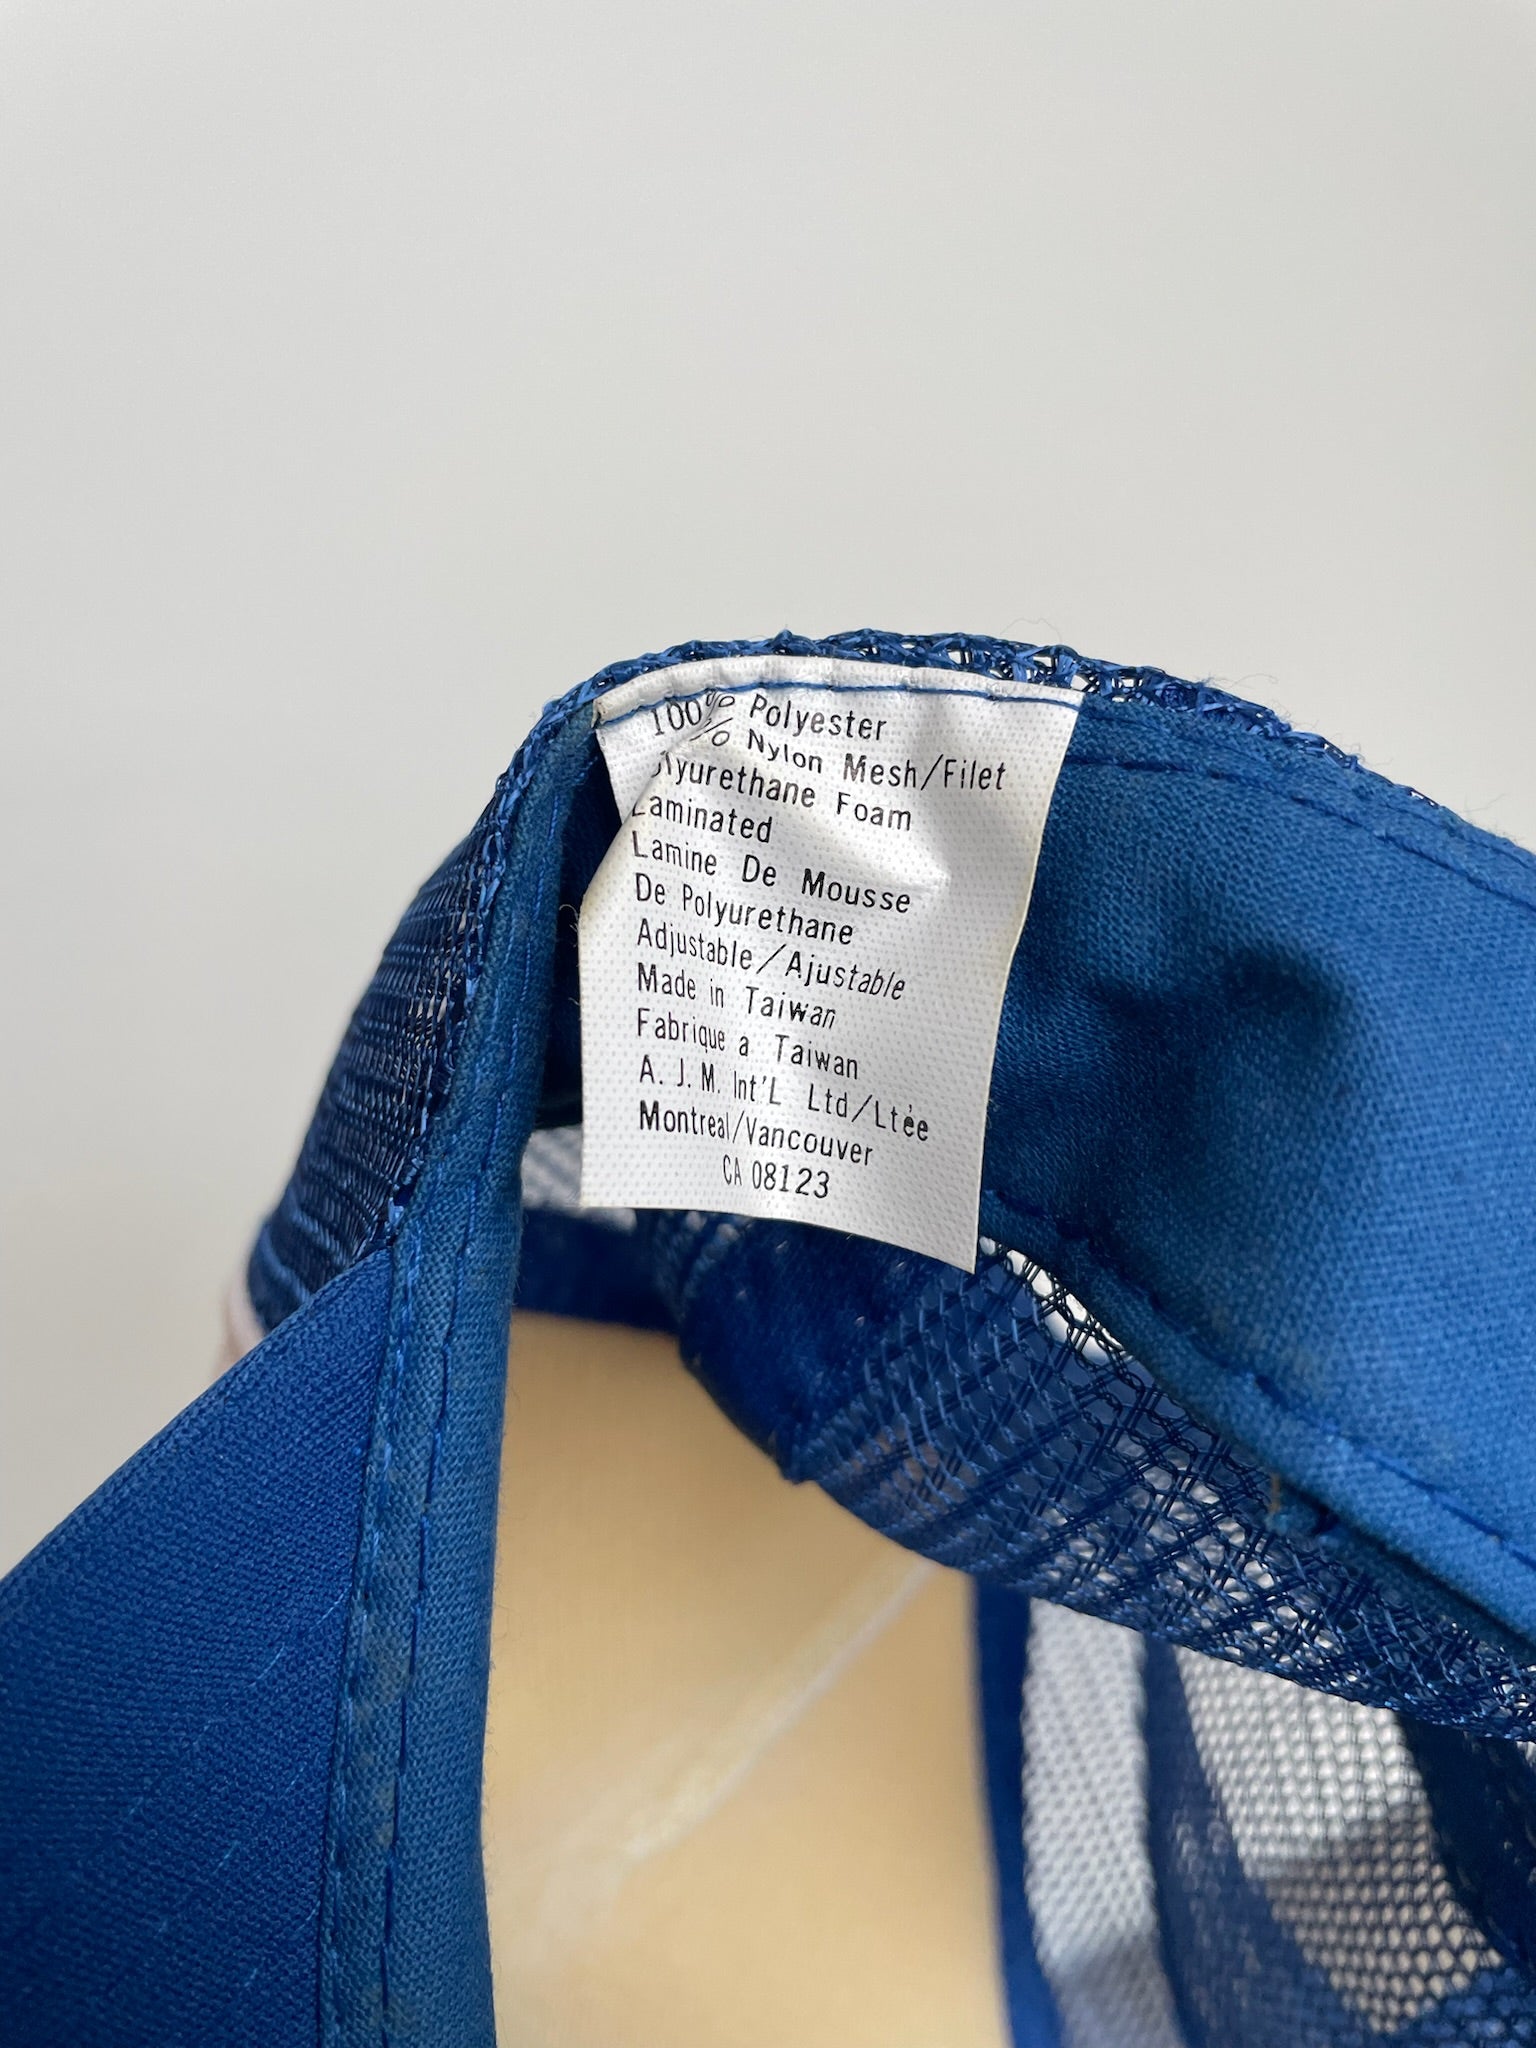 100% Polyester
% Nylon Mesh/Filet
Foam
Laminated
Lamine De Mousse
De Polyurethane
Adjustable/Ajustable
Made in Taiwan
Fabrique a Taiwan
A. J. M. Int'L Ltd/Ltée
Montreal/Vancouver
CA 08123